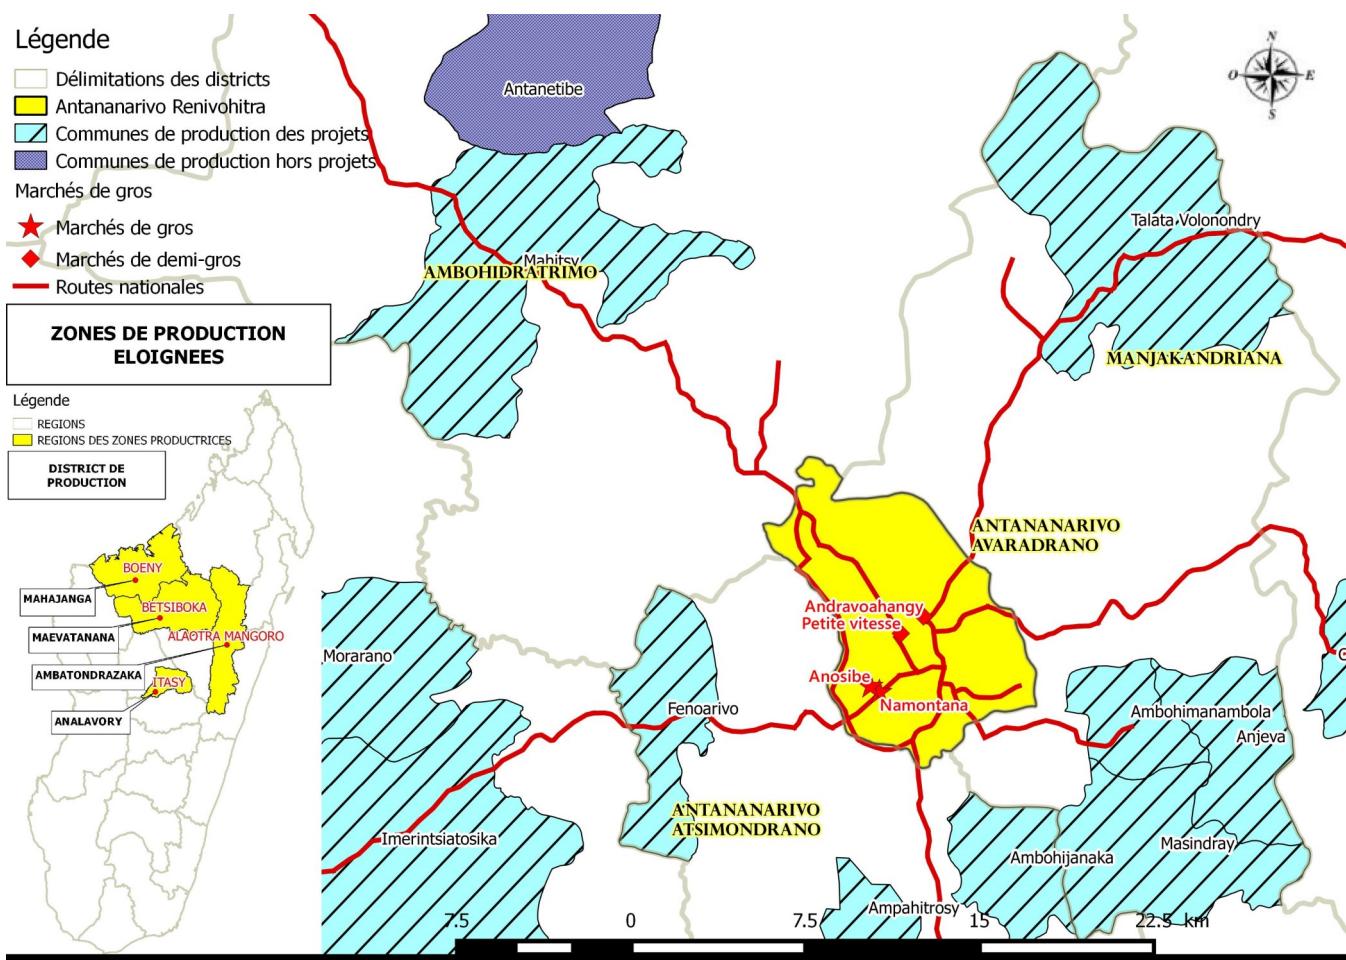 Légende
Délimitations des districts
Antananarivo Renivohitra
Communes de production des projets
Communes de production hors projets
Marchés de gros
Marchés de gros
Marchés de demi-gros
Routes nationales
ZONES DE PRODUCTION
ELOIGNEES
Légende
REGIONS
REGIONS DES ZONES PRODUCTRICES
DISTRICT DE
PRODUCTION
BOENY
MAHAJANGA
BETSIBOKA
MAEVATANANA
ALAOTRA MANGORO
AMBATONDRAZAKA
ITASY
ANALAVORY
N
O
E
S
Antanetibe
Talata Volonondry
Mahitsy
AMBOHIDRATRIMO
MANJAKANDRIANA
ANTANANARIVO
AVARADRANO
Andravoahangy
Petite vitesse
Morarano
Anosibe
Namontana
Fenoarivo
Ambohimanambola
Anjeva
ANTANANARIVO
ATSIMONDRANO
Imerintsiatosika
Masindray
Ambohijanaka
Ampahitrosy
7.5
0
7.5
15
22.5 km